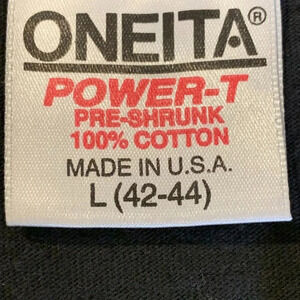 ONEITA®
POWER-T
PRE-SHRUNK
100% COTTON
MADE IN U.S.A.
L (42-44)